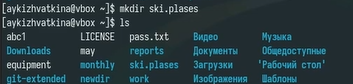 [aykizhvatkina@vbox ~]$ mkdir ski.plases
[aykizhvatkina@vbox ~]$ ls
abc1 LICENSE pass.txt Видео Музыка
Downloads may reports Документы Общедоступные
equipment monthly ski.plases Загрузки 'Рабочий стол'
git-extended newdir work Изображения Шаблоны